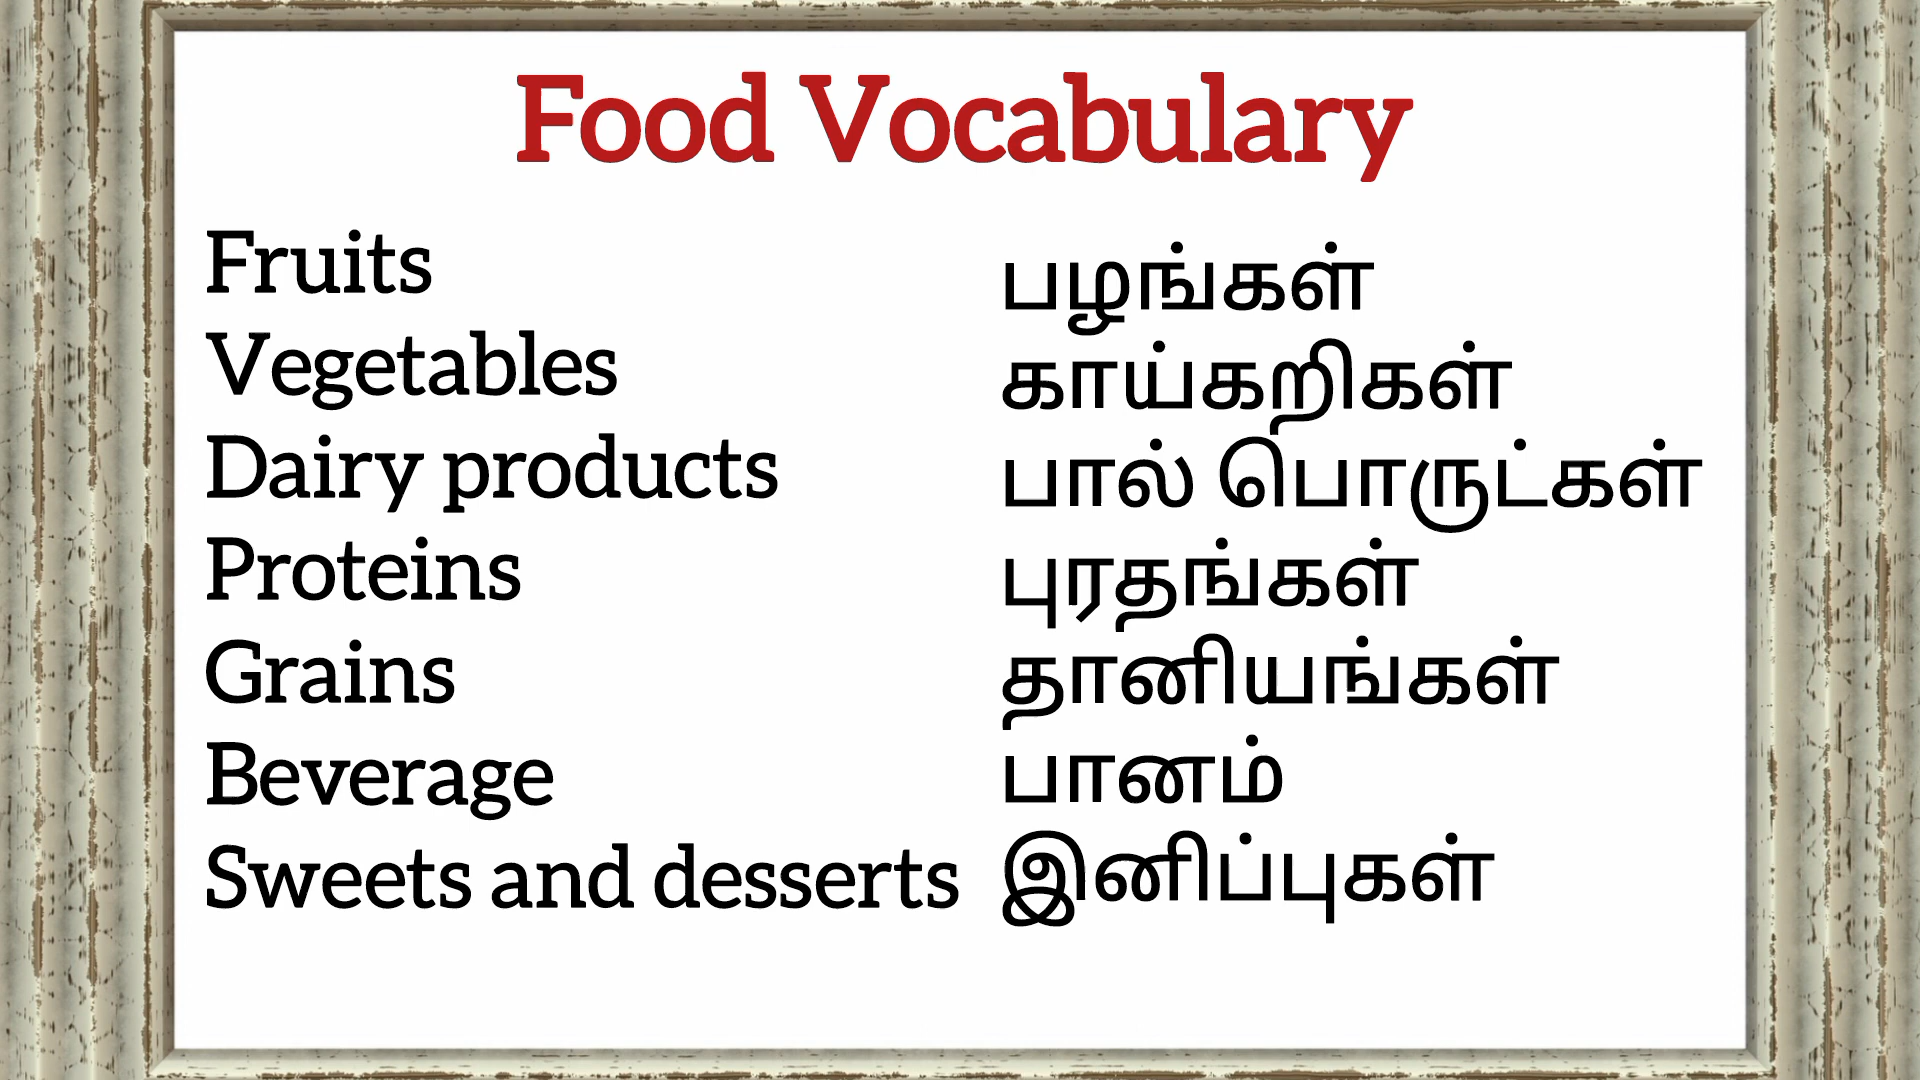 Food Vocabulary
Fruits பழங்கள்
Vegetables காய்கறிகள்
Dairy products பால் பொருட்கள்
Proteins புரதங்கள்
Grains தானியங்கள்
Beverage பானம்
Sweets and desserts இனிப்புகள்